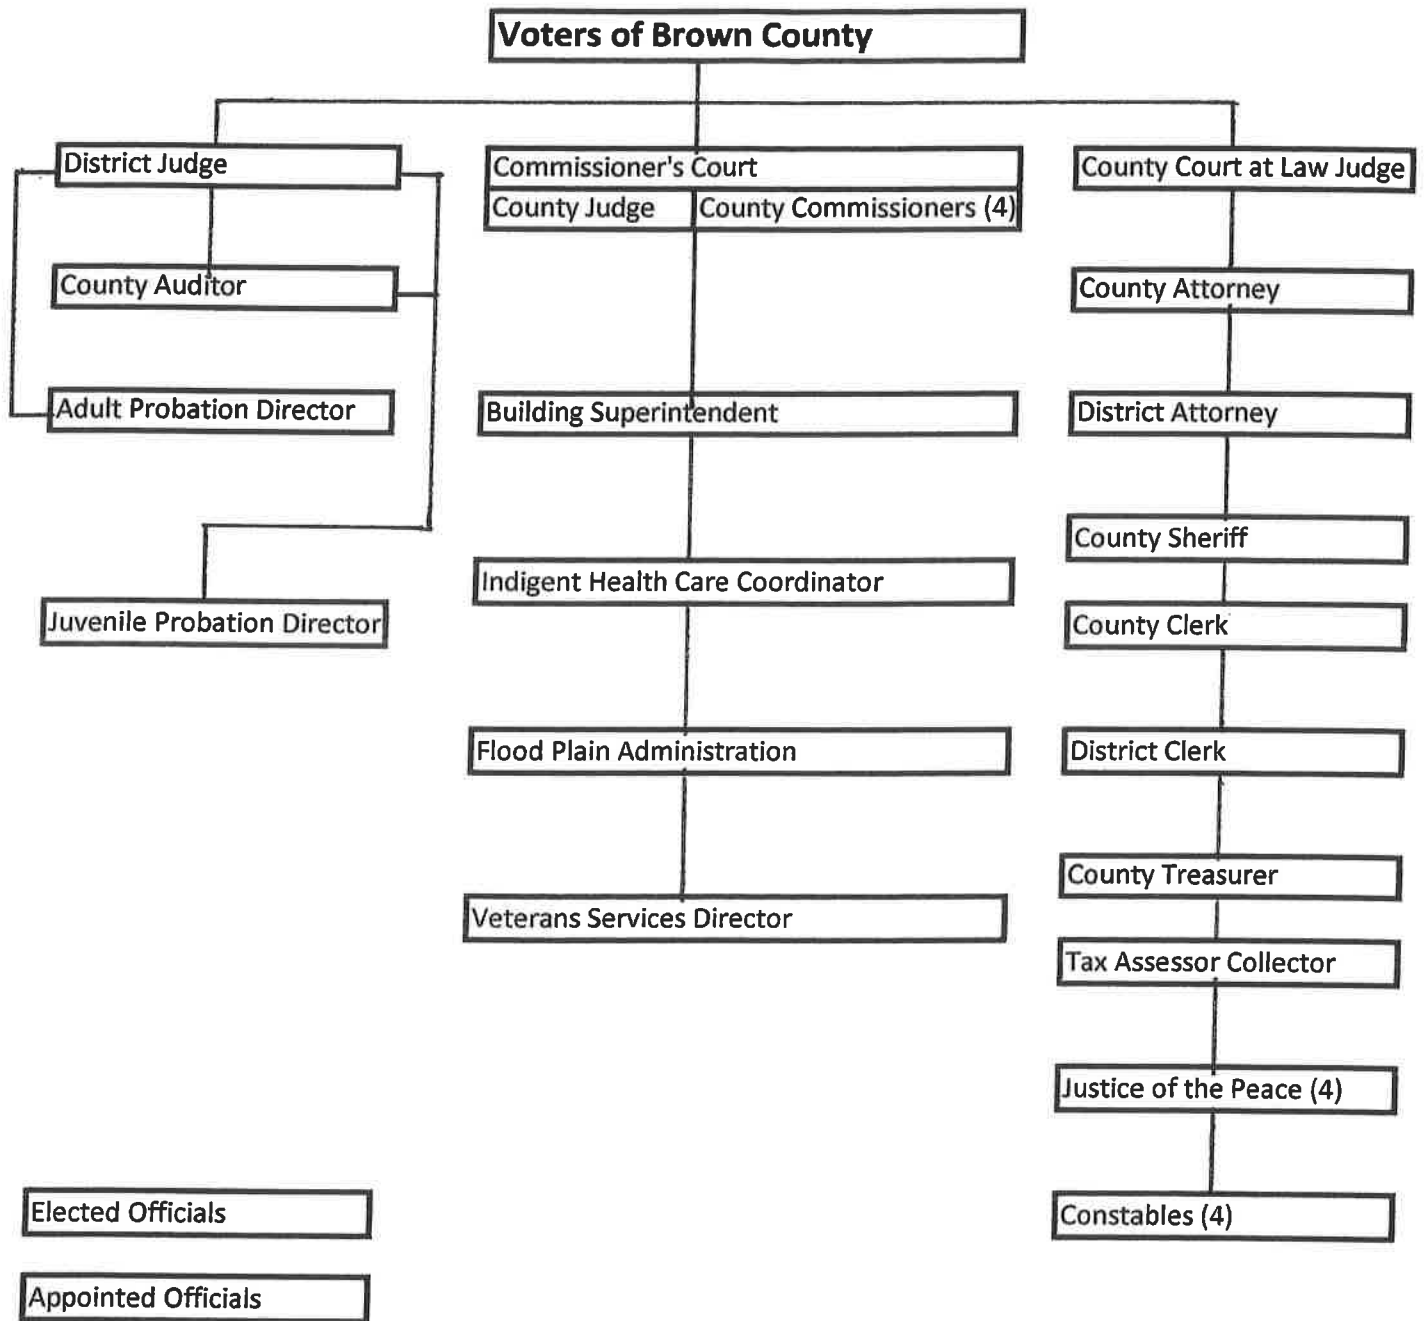 Voters of Brown County
District Judge
County Auditor
Adult Probation Director
Juvenile Probation Director
Commissioner's Court
County Judge
County Commissioners (4)
Building Superintendent
Indigent Health Care Coordinator
Flood Plain Administration
Veterans Services Director
County Court at Law Judge
County Attorney
District Attorney
County Sheriff
County Clerk
District Clerk
County Treasurer
Tax Assessor Collector
Justice of the Peace (4)
Constables (4)
Elected Officials
Appointed Officials